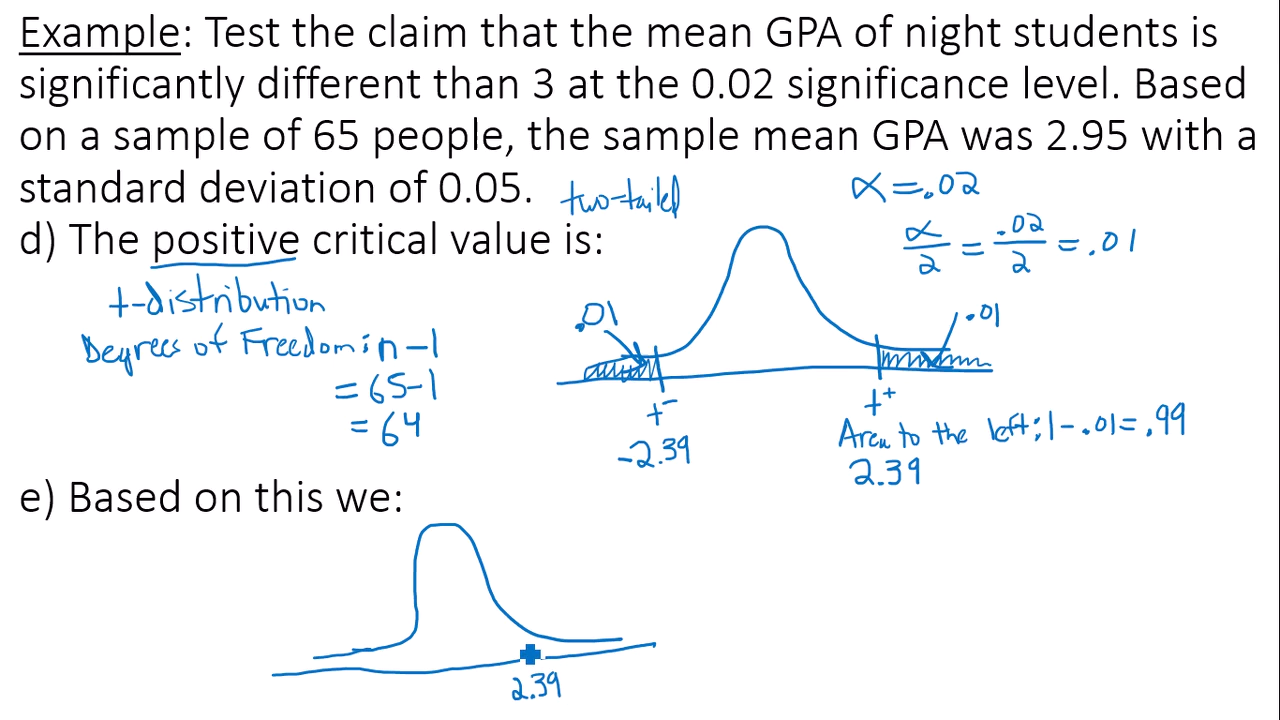 Example: Test the claim that the mean GPA of night students is
significantly different than 3 at the 0.02 significance level. Based
on a sample of 65 people, the sample mean GPA was 2.95 with a
standard deviation of 0.05.
two-tailed
α = .02
α/2 = .02/2 = .01
d) The positive critical value is:
t-distribution
Degrees of Freedom: n-1
= 65-1
= 64
.01
.01
t⁻
t⁺
-2.39
Area to the left: 1-.01=.99
2.39
e) Based on this we:
2.39